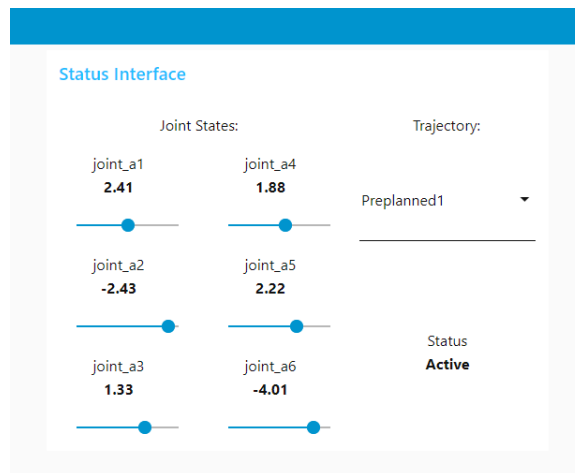 Status Interface
Joint States:
Trajectory:
joint_a1
2.41
joint_a4
1.88
Preplanned1
joint_a2
-2.43
joint_a5
2.22
joint_a3
1.33
joint_a6
-4.01
Status
Active